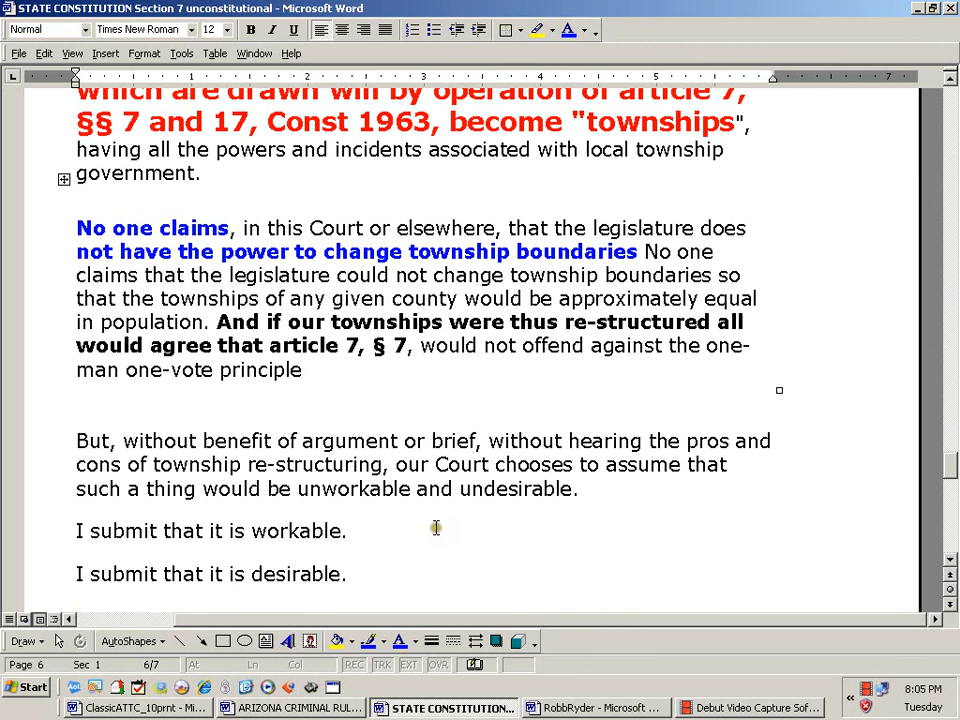 STATE CONSTITUTION Section 7 unconstitutional - Microsoft Word
Normal Times New Roman 12 B I U A
File Edit View Insert Format Tools Table Window Help
1 2 3 4 5 7
which are drawn will by operation of article 7,
§§ 7 and 17, Const 1963, become "townships",
having all the powers and incidents associated with local township
government.
No one claims, in this Court or elsewhere, that the legislature does
not have the power to change township boundaries No one
claims that the legislature could not change township boundaries so
that the townships of any given county would be approximately equal
in population. And if our townships were thus re-structured all
would agree that article 7, § 7, would not offend against the one-
man one-vote principle
But, without benefit of argument or brief, without hearing the pros and
cons of township re-structuring, our Court chooses to assume that
such a thing would be unworkable and undesirable.
I submit that it is workable.
I submit that it is desirable.
Draw AutoShapes A A
Page 6 Sec 1 6/7 At Ln Col REC TRK EXT OVR
Start 8:05 PM
ClassicATTC_10prnt - Mi... ARIZONA CRIMINAL RUL... STATE CONSTITUTION... RobbRyder - Microsoft ... Debut Video Capture Sof... Tuesday